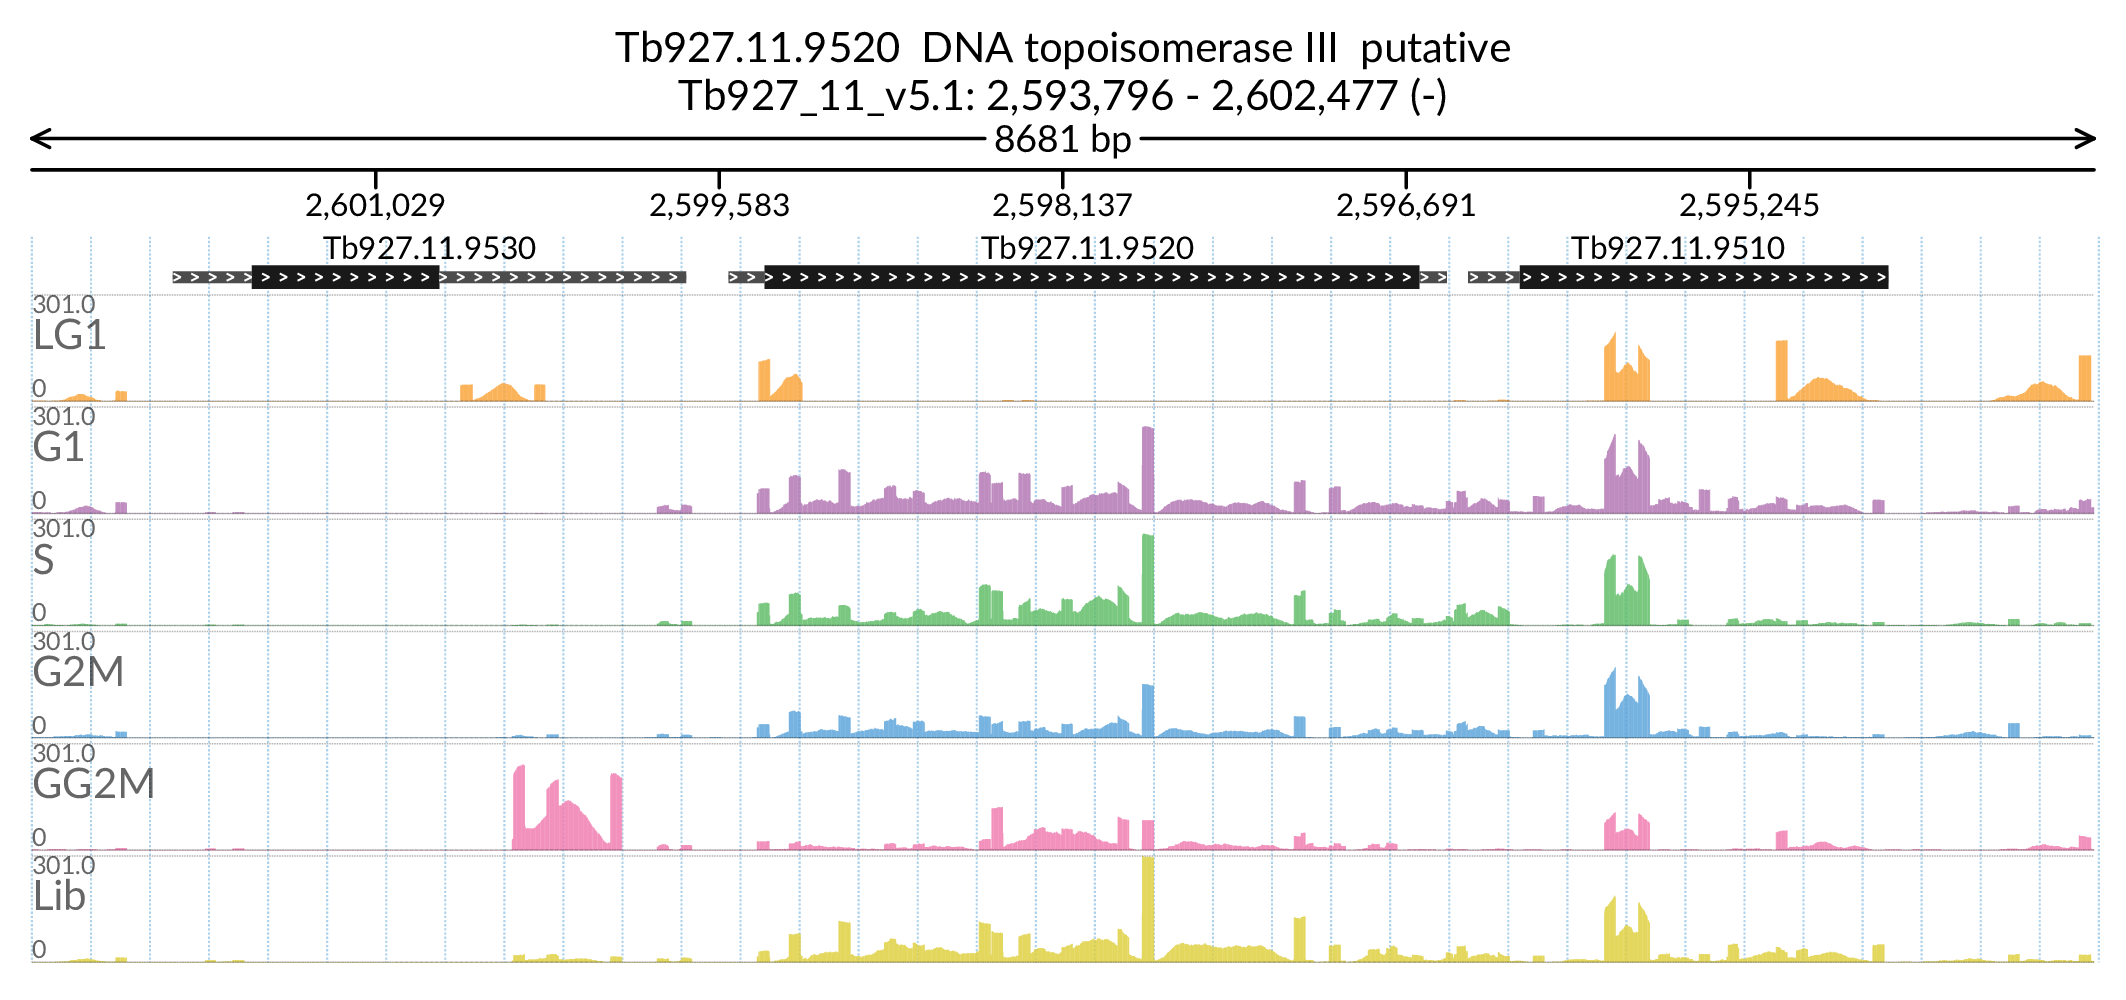 Tb927.11.9520 DNA topoisomerase III putative
Tb927_11_v5.1: 2,593,796 - 2,602,477 (-)
8681 bp
2,601,029 2,599,583 2,598,137 2,596,691 2,595,245
Tb927.11.9530 Tb927.11.9520 Tb927.11.9510
301.0
LG1
0
301.0
G1
0
301.0
S
0
301.0
G2M
0
301.0
GG2M
0
301.0
Lib
0